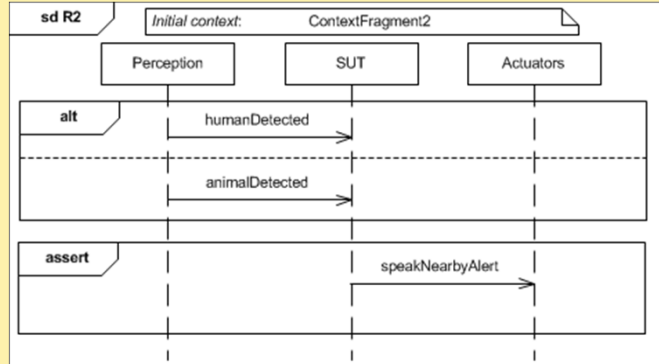 sd R2
Initial context: ContextFragment2
Perception SUT Actuators
alt
humanDetected
animalDetected
assert
speakNearbyAlert